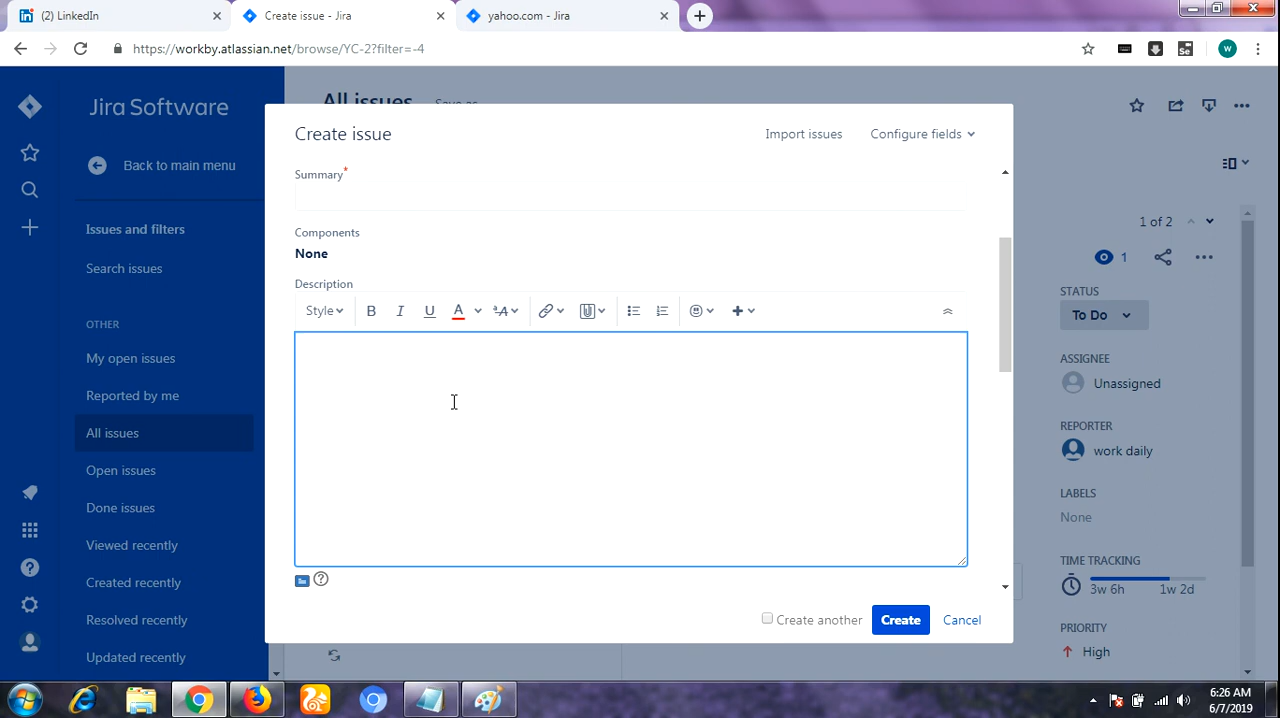 (2) LinkedIn
Create issue - Jira
yahoo.com - Jira
https://workby.atlassian.net/browse/YC-2?filter=-4
Se
w
Jira Software
Back to main menu
Issues and filters
Search issues
OTHER
My open issues
Reported by me
All issues
Open issues
Done issues
Viewed recently
Created recently
Resolved recently
Updated recently
All issues
Save as
Create issue
Import issues
Configure fields
Summary*
Components
None
Description
Style
B
I
U
A
Create another
Create
Cancel
1 of 2
1
STATUS
To Do
ASSIGNEE
Unassigned
REPORTER
work daily
LABELS
None
TIME TRACKING
3w 6h
1w 2d
PRIORITY
High
6:26 AM
6/7/2019